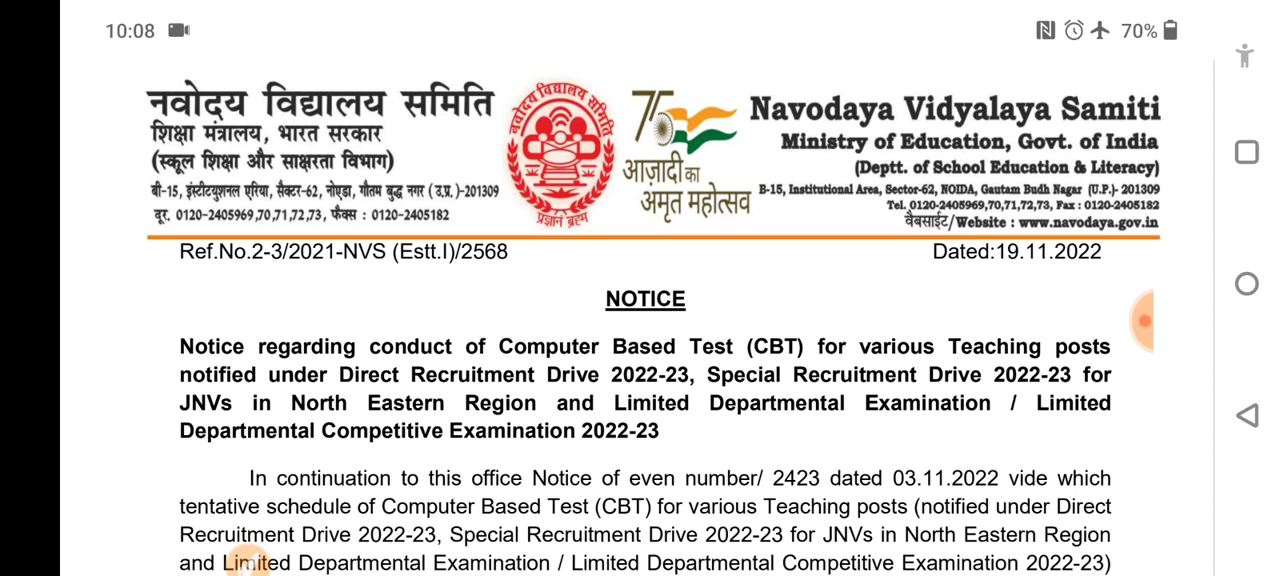 10:08
70%
नवोदय विद्यालय समिति
शिक्षा मंत्रालय, भारत सरकार
(स्कूल शिक्षा और साक्षरता विभाग)
बी-15, इंस्टीटयुशनल एरिया, सैक्टर-62, नोएडा, गौतम बुद्ध नगर (उ.प्र.)-201309
दूर. 0120-2405969,70,71,72,73, फैक्स : 0120-2405182
नवोदय विद्यालय समिति
प्रज्ञानं ब्रह्म
75
आज़ादी का
अमृत महोत्सव
Navodaya Vidyalaya Samiti
Ministry of Education, Govt. of India
(Deptt. of School Education & Literacy)
B-15, Institutional Area, Sector-62, NOIDA, Gautam Budh Nagar (U.P.)- 201309
Tel. 0120-2405969,70,71,72,73, Fax : 0120-2405182
वैबसाईट/Website : www.navodaya.gov.in
Ref.No.2-3/2021-NVS (Estt.I)/2568 Dated:19.11.2022
NOTICE
Notice regarding conduct of Computer Based Test (CBT) for various Teaching posts
notified under Direct Recruitment Drive 2022-23, Special Recruitment Drive 2022-23 for
JNVs in North Eastern Region and Limited Departmental Examination / Limited
Departmental Competitive Examination 2022-23
In continuation to this office Notice of even number/ 2423 dated 03.11.2022 vide which
tentative schedule of Computer Based Test (CBT) for various Teaching posts (notified under Direct
Recruitment Drive 2022-23, Special Recruitment Drive 2022-23 for JNVs in North Eastern Region
and Limited Departmental Examination / Limited Departmental Competitive Examination 2022-23)